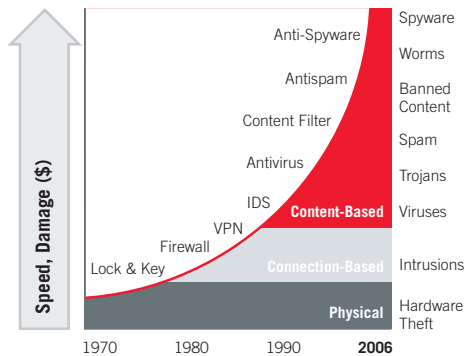 Speed, Damage ($)
Anti-Spyware
Antispam
Content Filter
Antivirus
IDS
VPN
Firewall
Lock & Key
Content-Based
Connection-Based
Physical
Spyware
Worms
Banned
Content
Spam
Trojans
Viruses
Intrusions
Hardware
Theft
1970
1980
1990
2006